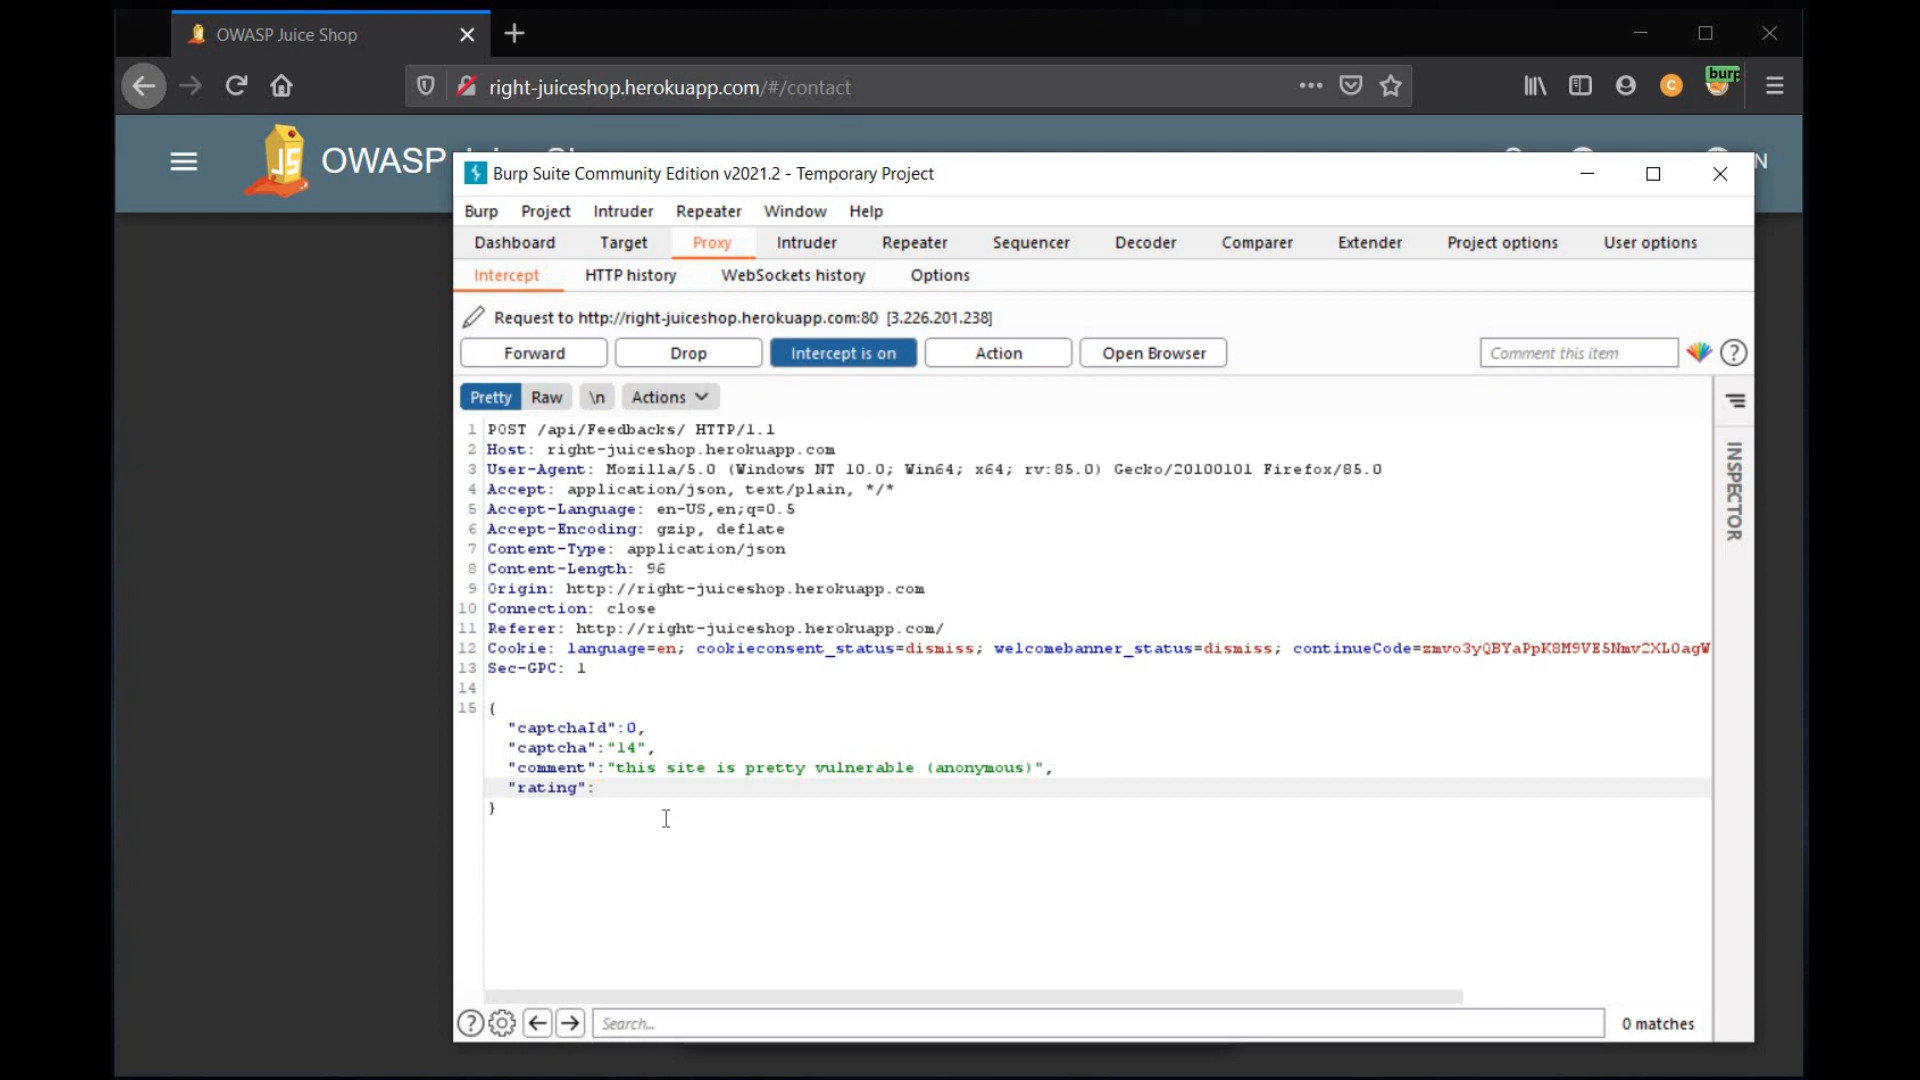 OWASP Juice Shop
right-juiceshop.herokuapp.com/#/contact
C
burp
JS
OWASP
N
Burp Suite Community Edition v2021.2 - Temporary Project
Burp Project Intruder Repeater Window Help
Dashboard Target Proxy Intruder Repeater Sequencer Decoder Comparer Extender Project options User options
Intercept HTTP history WebSockets history Options
Request to http://right-juiceshop.herokuapp.com:80 [3.226.201.238]
Forward Drop Intercept is on Action Open Browser Comment this item ?
Pretty Raw \n Actions
INSPECTOR
1 POST /api/Feedbacks/ HTTP/1.1
2 Host: right-juiceshop.herokuapp.com
3 User-Agent: Mozilla/5.0 (Windows NT 10.0; Win64; x64; rv:85.0) Gecko/20100101 Firefox/85.0
4 Accept: application/json, text/plain, */*
5 Accept-Language: en-US,en;q=0.5
6 Accept-Encoding: gzip, deflate
7 Content-Type: application/json
8 Content-Length: 96
9 Origin: http://right-juiceshop.herokuapp.com
10 Connection: close
11 Referer: http://right-juiceshop.herokuapp.com/
12 Cookie: language=en; cookieconsent_status=dismiss; welcomebanner_status=dismiss; continueCode=zmvo3yQBYaPpK8M9VE5Nmv2XLOagW
13 Sec-GPC: 1
14
15 {
"captchaId":0,
"captcha":"14",
"comment":"this site is pretty vulnerable (anonymous)",
"rating":
}
? Search... 0 matches